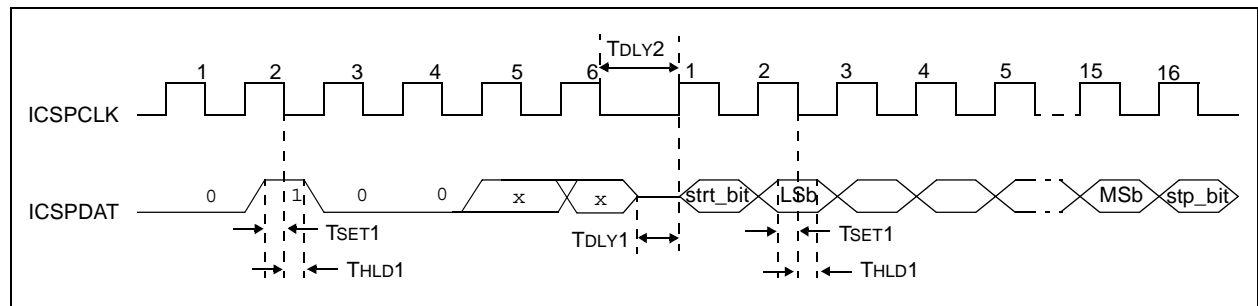 TDLY2
1 2 3 4 5 6 1 2 3 4 5 15 16
ICSPCLK
ICSPDAT
0 1 0 0 x x strt_bit LSb MSb stp_bit
TSET1 TDLY1 TSET1
THLD1 THLD1